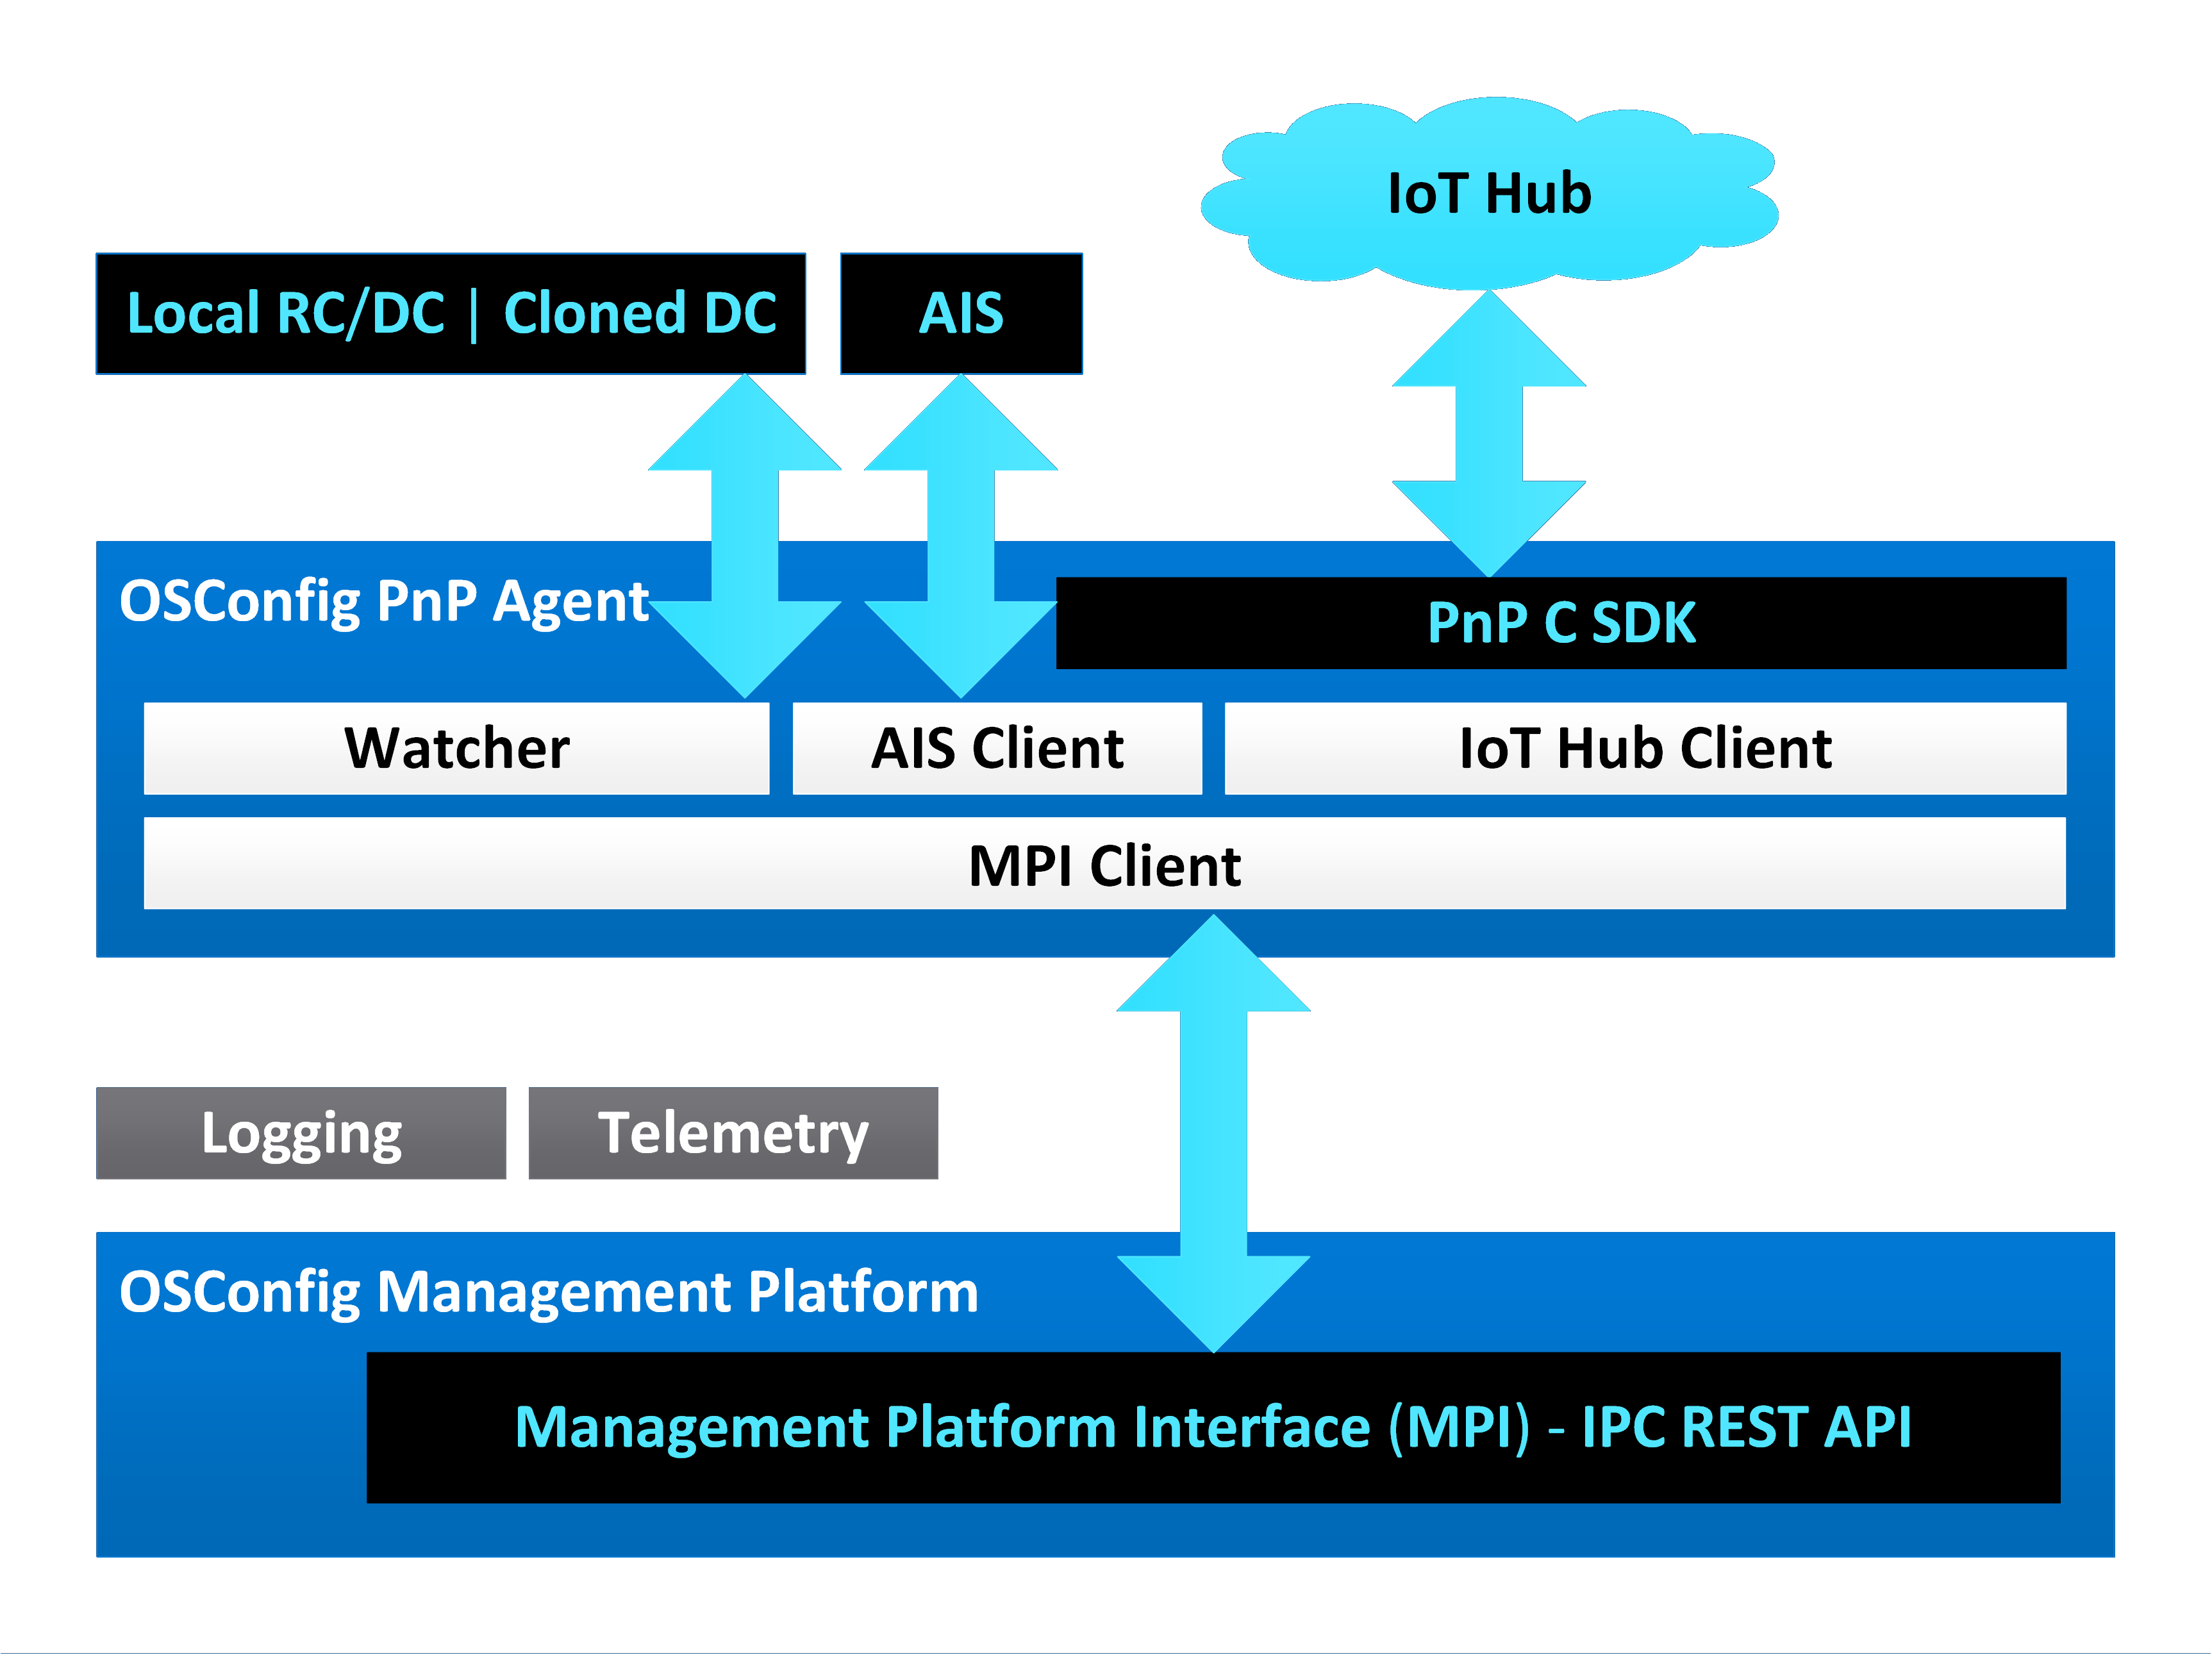 IoT Hub
Local RC/DC | Cloned DC
AIS
OSConfig PnP Agent
PnP C SDK
Watcher
AIS Client
IoT Hub Client
MPI Client
Logging
Telemetry
OSConfig Management Platform
Management Platform Interface (MPI) - IPC REST API